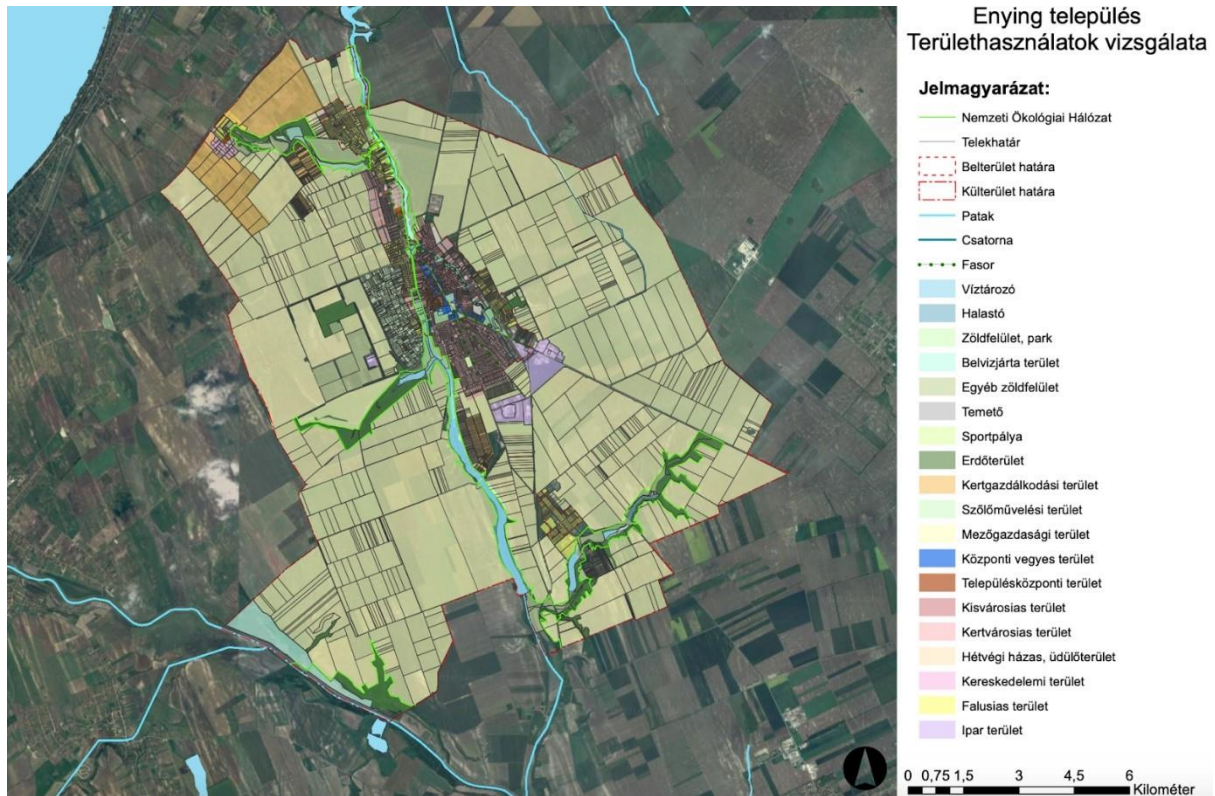 Enying település
Területhasználatok vizsgálata
Jelmagyarázat:
Nemzeti Ökológiai Hálózat
Telekhatár
Belterület határa
Külterület határa
Patak
Csatorna
Fasor
Víztározó
Halastó
Zöldfelület, park
Belvizjárta terület
Egyéb zöldfelület
Temető
Sportpálya
Erdőterület
Kertgazdálkodási terület
Szőlőművelési terület
Mezőgazdasági terület
Központi vegyes terület
Településközponti terület
Kisvárosias terület
Kertvárosias terület
Hétvégi házas, üdülőterület
Kereskedelemi terület
Falusias terület
Ipar terület
0 0,75 1,5 3 4,5 6
Kilométer